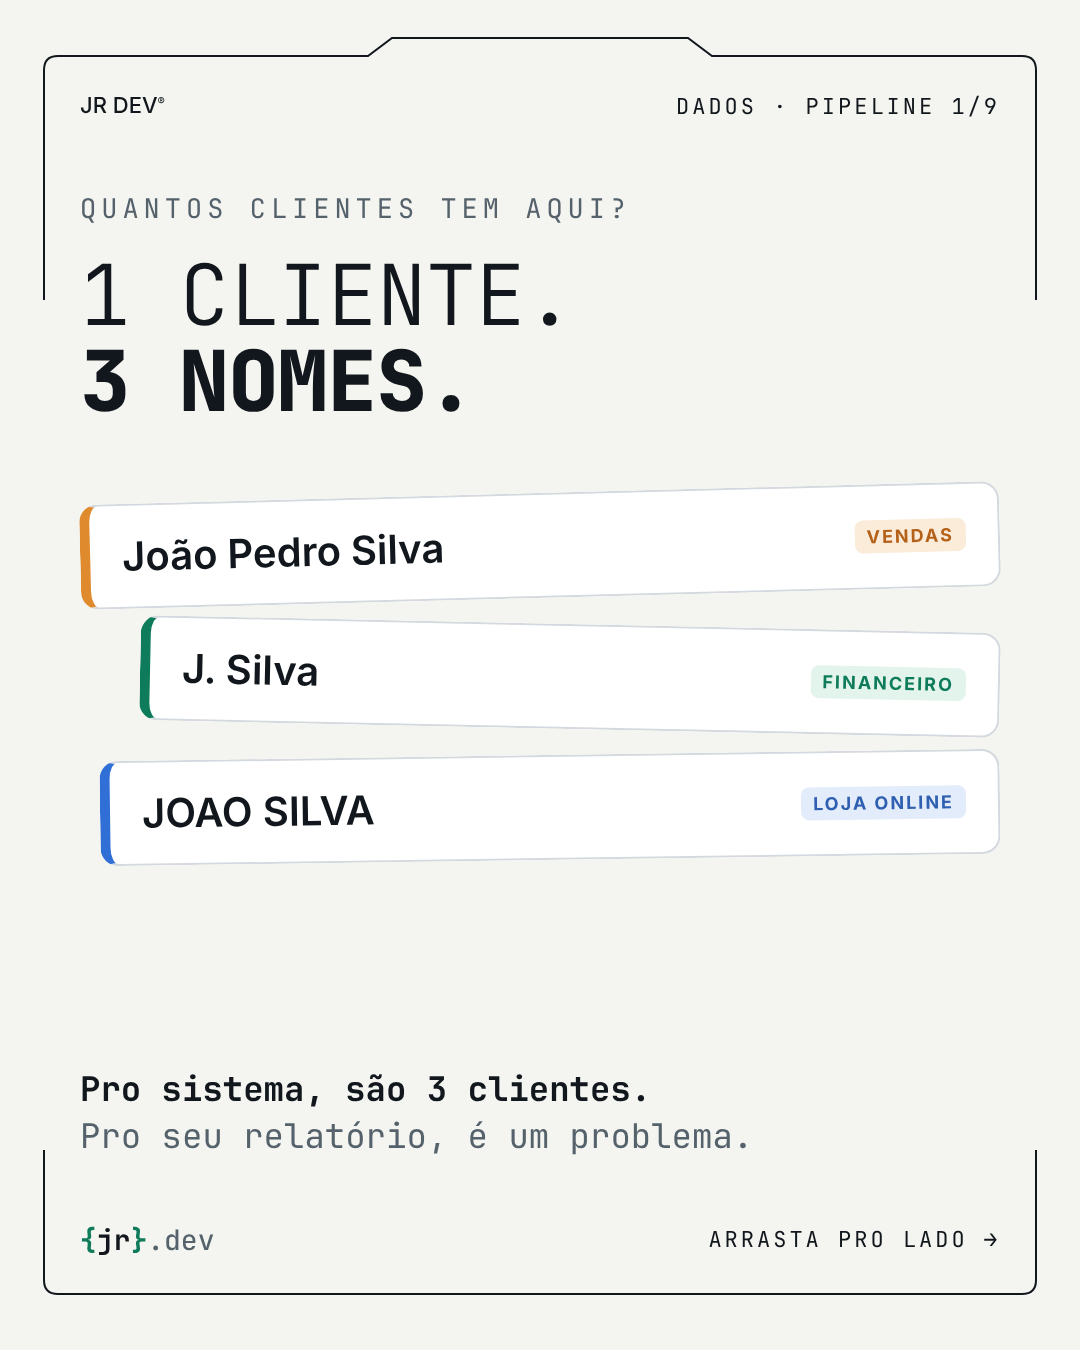 JR DEV®
DADOS · PIPELINE 1/9
QUANTOS CLIENTES TEM AQUI?
1 CLIENTE.
3 NOMES.
João Pedro Silva
VENDAS
J. Silva
FINANCEIRO
JOAO SILVA
LOJA ONLINE
Pro sistema, são 3 clientes.
Pro seu relatório, é um problema.
{jr}.dev
ARRASTA PRO LADO →